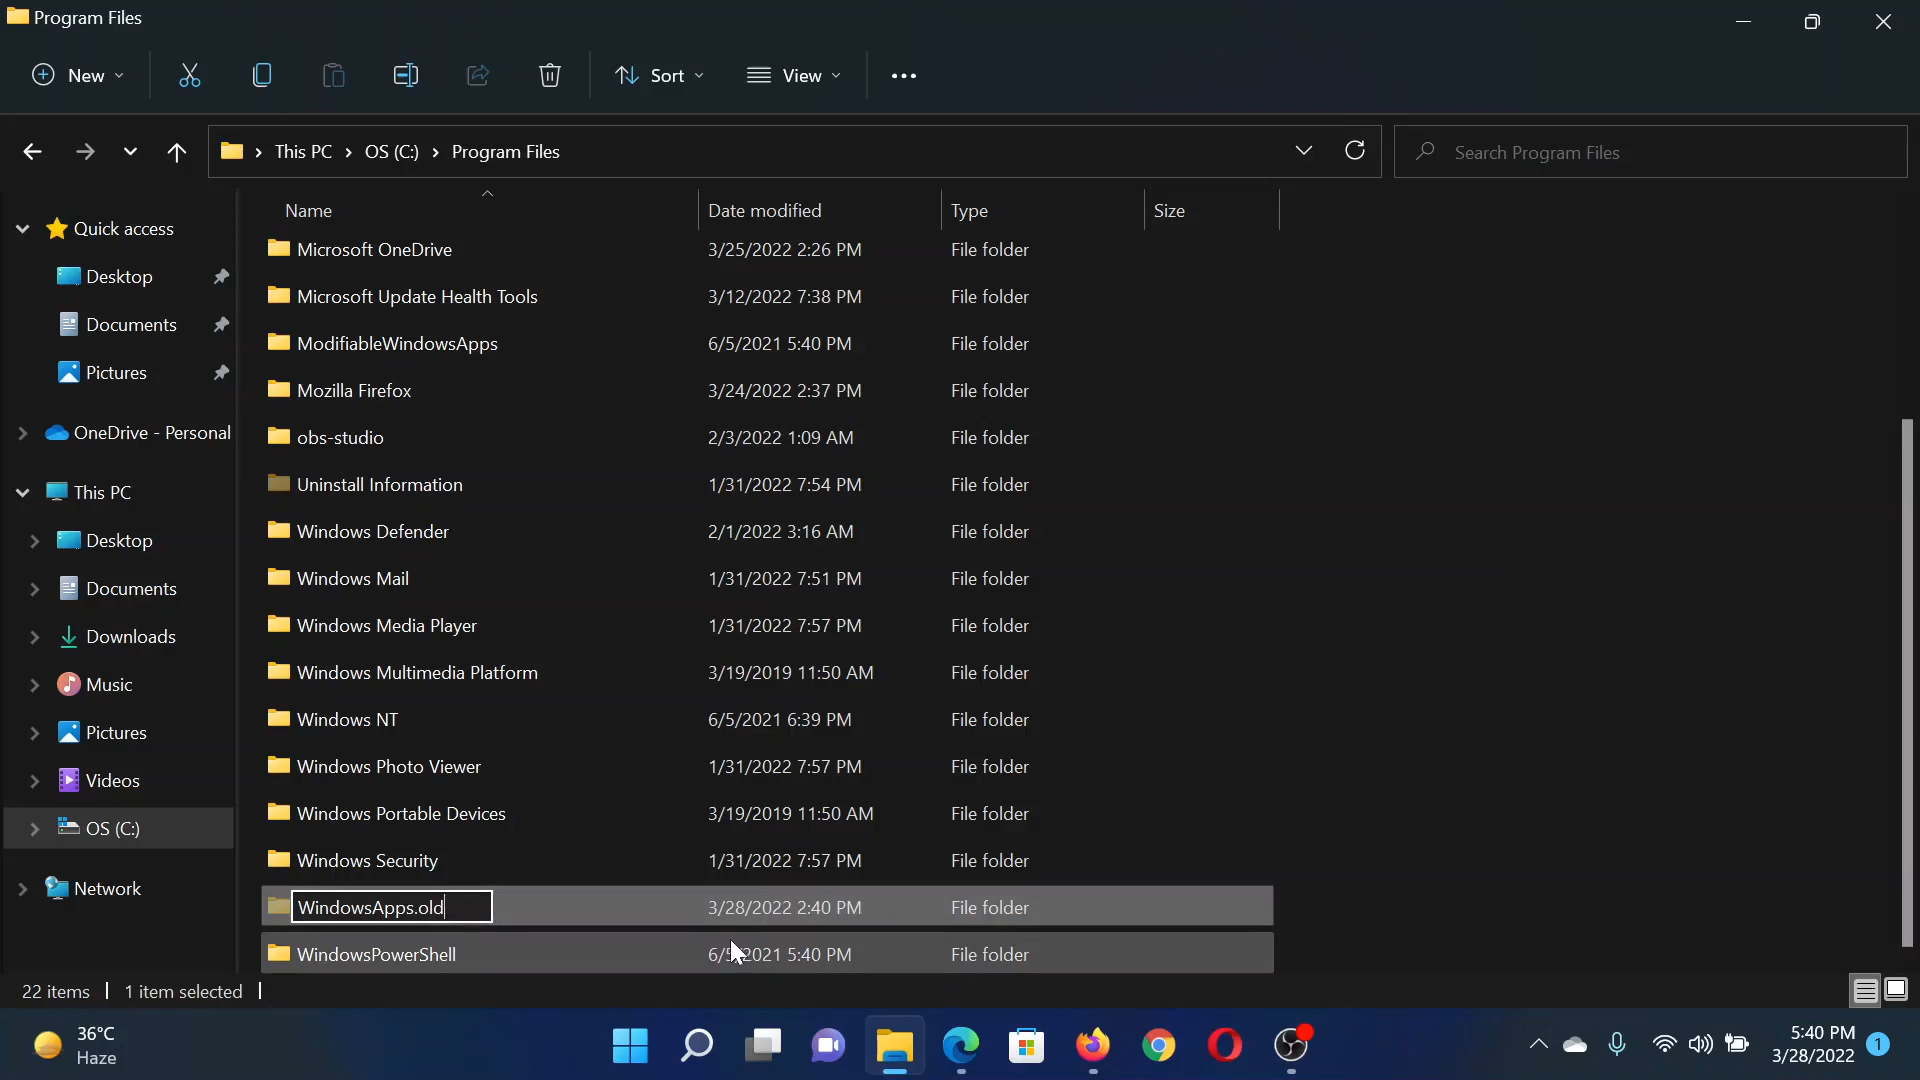 Program Files
New
Sort
View
This PC
OS (C:)
Program Files
Search Program Files
Name
Date modified
Type
Size
Quick access
Desktop
Documents
Pictures
OneDrive - Personal
This PC
Desktop
Documents
Downloads
Music
Pictures
Videos
OS (C:)
Network
Microsoft OneDrive 3/25/2022 2:26 PM File folder
Microsoft Update Health Tools 3/12/2022 7:38 PM File folder
ModifiableWindowsApps 6/5/2021 5:40 PM File folder
Mozilla Firefox 3/24/2022 2:37 PM File folder
obs-studio 2/3/2022 1:09 AM File folder
Uninstall Information 1/31/2022 7:54 PM File folder
Windows Defender 2/1/2022 3:16 AM File folder
Windows Mail 1/31/2022 7:51 PM File folder
Windows Media Player 1/31/2022 7:57 PM File folder
Windows Multimedia Platform 3/19/2019 11:50 AM File folder
Windows NT 6/5/2021 6:39 PM File folder
Windows Photo Viewer 1/31/2022 7:57 PM File folder
Windows Portable Devices 3/19/2019 11:50 AM File folder
Windows Security 1/31/2022 7:57 PM File folder
WindowsApps.old 3/28/2022 2:40 PM File folder
WindowsPowerShell 6/5/2021 5:40 PM File folder
22 items
1 item selected
36°C
Haze
5:40 PM
3/28/2022
1